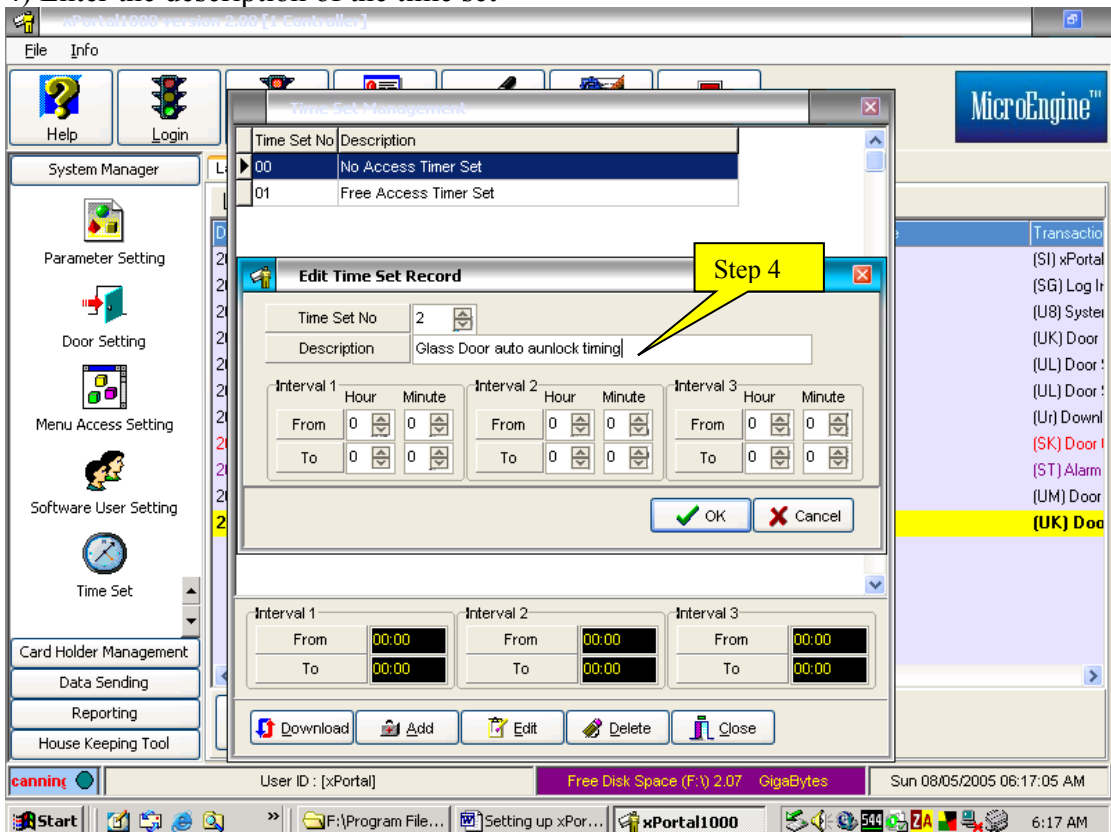 4) Enter the description of the time set
xPortal1000 version 2.00 [1 Controller]
File Info
Help Login
MicroEngine™
Time Set Management
Time Set No Description
00 No Access Timer Set
01 Free Access Timer Set
System Manager
Parameter Setting
Door Setting
Menu Access Setting
Software User Setting
Time Set
Card Holder Management
Data Sending
Reporting
House Keeping Tool
Transactio
(SI) xPortal
(SG) Log Ir
(U8) Syster
(UK) Door
(UL) Door
(UL) Door
(Ur) Downl
(SK) Door
(ST) Alarm
(UM) Door
(UK) Doo
Edit Time Set Record
Step 4
Time Set No 2
Description Glass Door auto aunlock timing
Interval 1 Interval 2 Interval 3
Hour Minute Hour Minute Hour Minute
From 0 0 From 0 0 From 0 0
To 0 0 To 0 0 To 0 0
OK Cancel
Interval 1 Interval 2 Interval 3
From 00:00 From 00:00 From 00:00
To 00:00 To 00:00 To 00:00
Download Add Edit Delete Close
canning User ID : [xPortal] Free Disk Space (F:\) 2.07 GigaBytes Sun 08/05/2005 06:17:05 AM
Start » F:\Program File... Setting up xPor... xPortal1000 544 ZA 6:17 AM